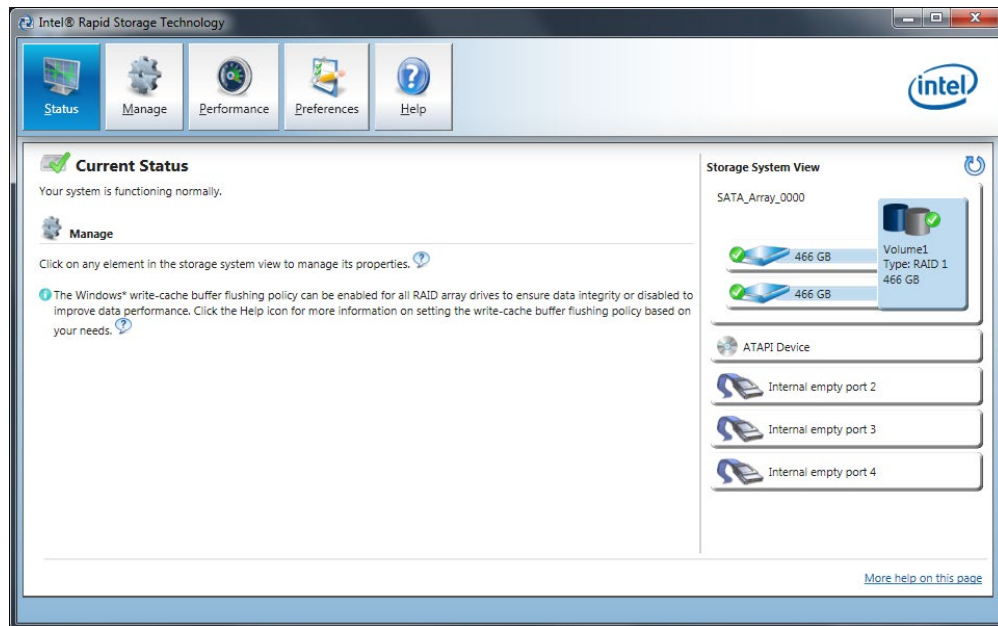 Intel® Rapid Storage Technology
Status
Manage
Performance
Preferences
Help
intel
Current Status
Your system is functioning normally.
Manage
Click on any element in the storage system view to manage its properties.
The Windows* write-cache buffer flushing policy can be enabled for all RAID array drives to ensure data integrity or disabled to
improve data performance. Click the Help icon for more information on setting the write-cache buffer flushing policy based on
your needs.
Storage System View
SATA_Array_0000
466 GB
466 GB
Volume1
Type: RAID 1
466 GB
ATAPI Device
Internal empty port 2
Internal empty port 3
Internal empty port 4
More help on this page